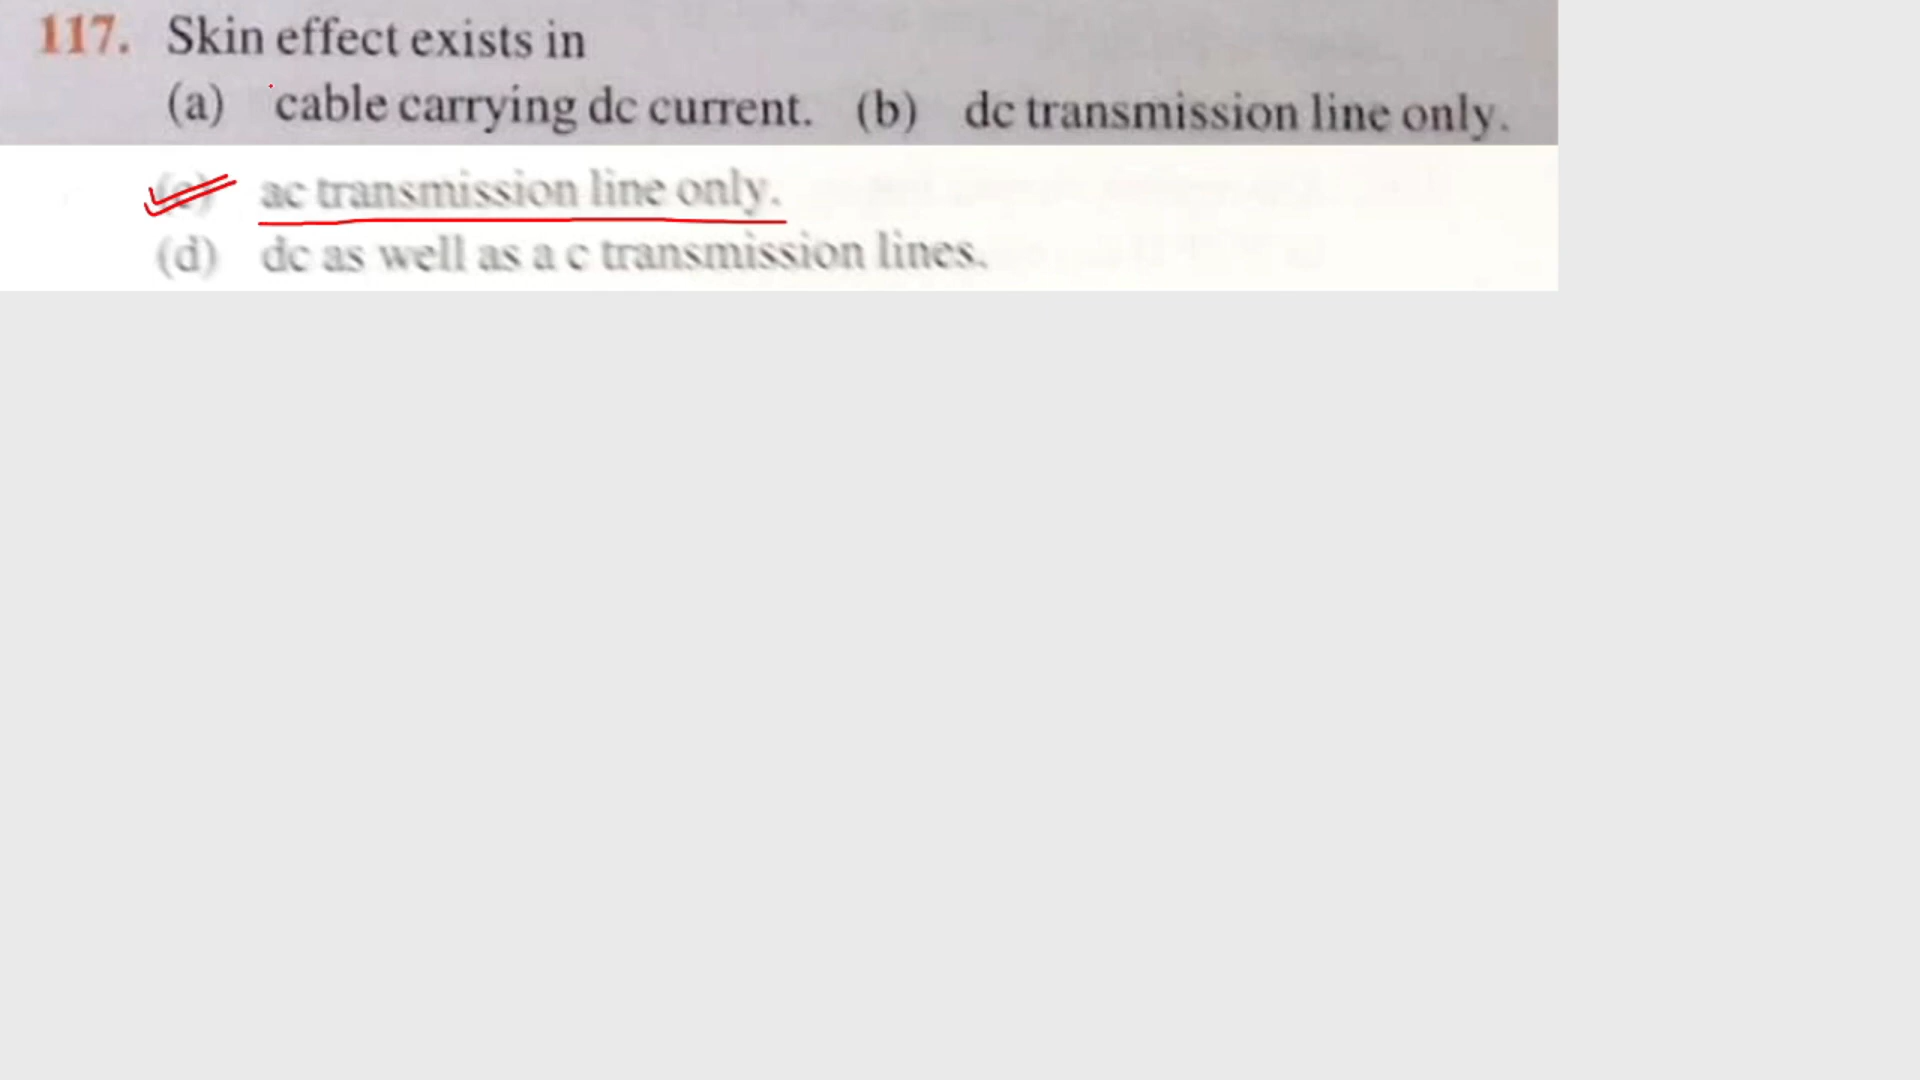 117. Skin effect exists in
(a) cable carrying dc current. (b) dc transmission line only.
(c) ac transmission line only.
(d) dc as well as a c transmission lines.